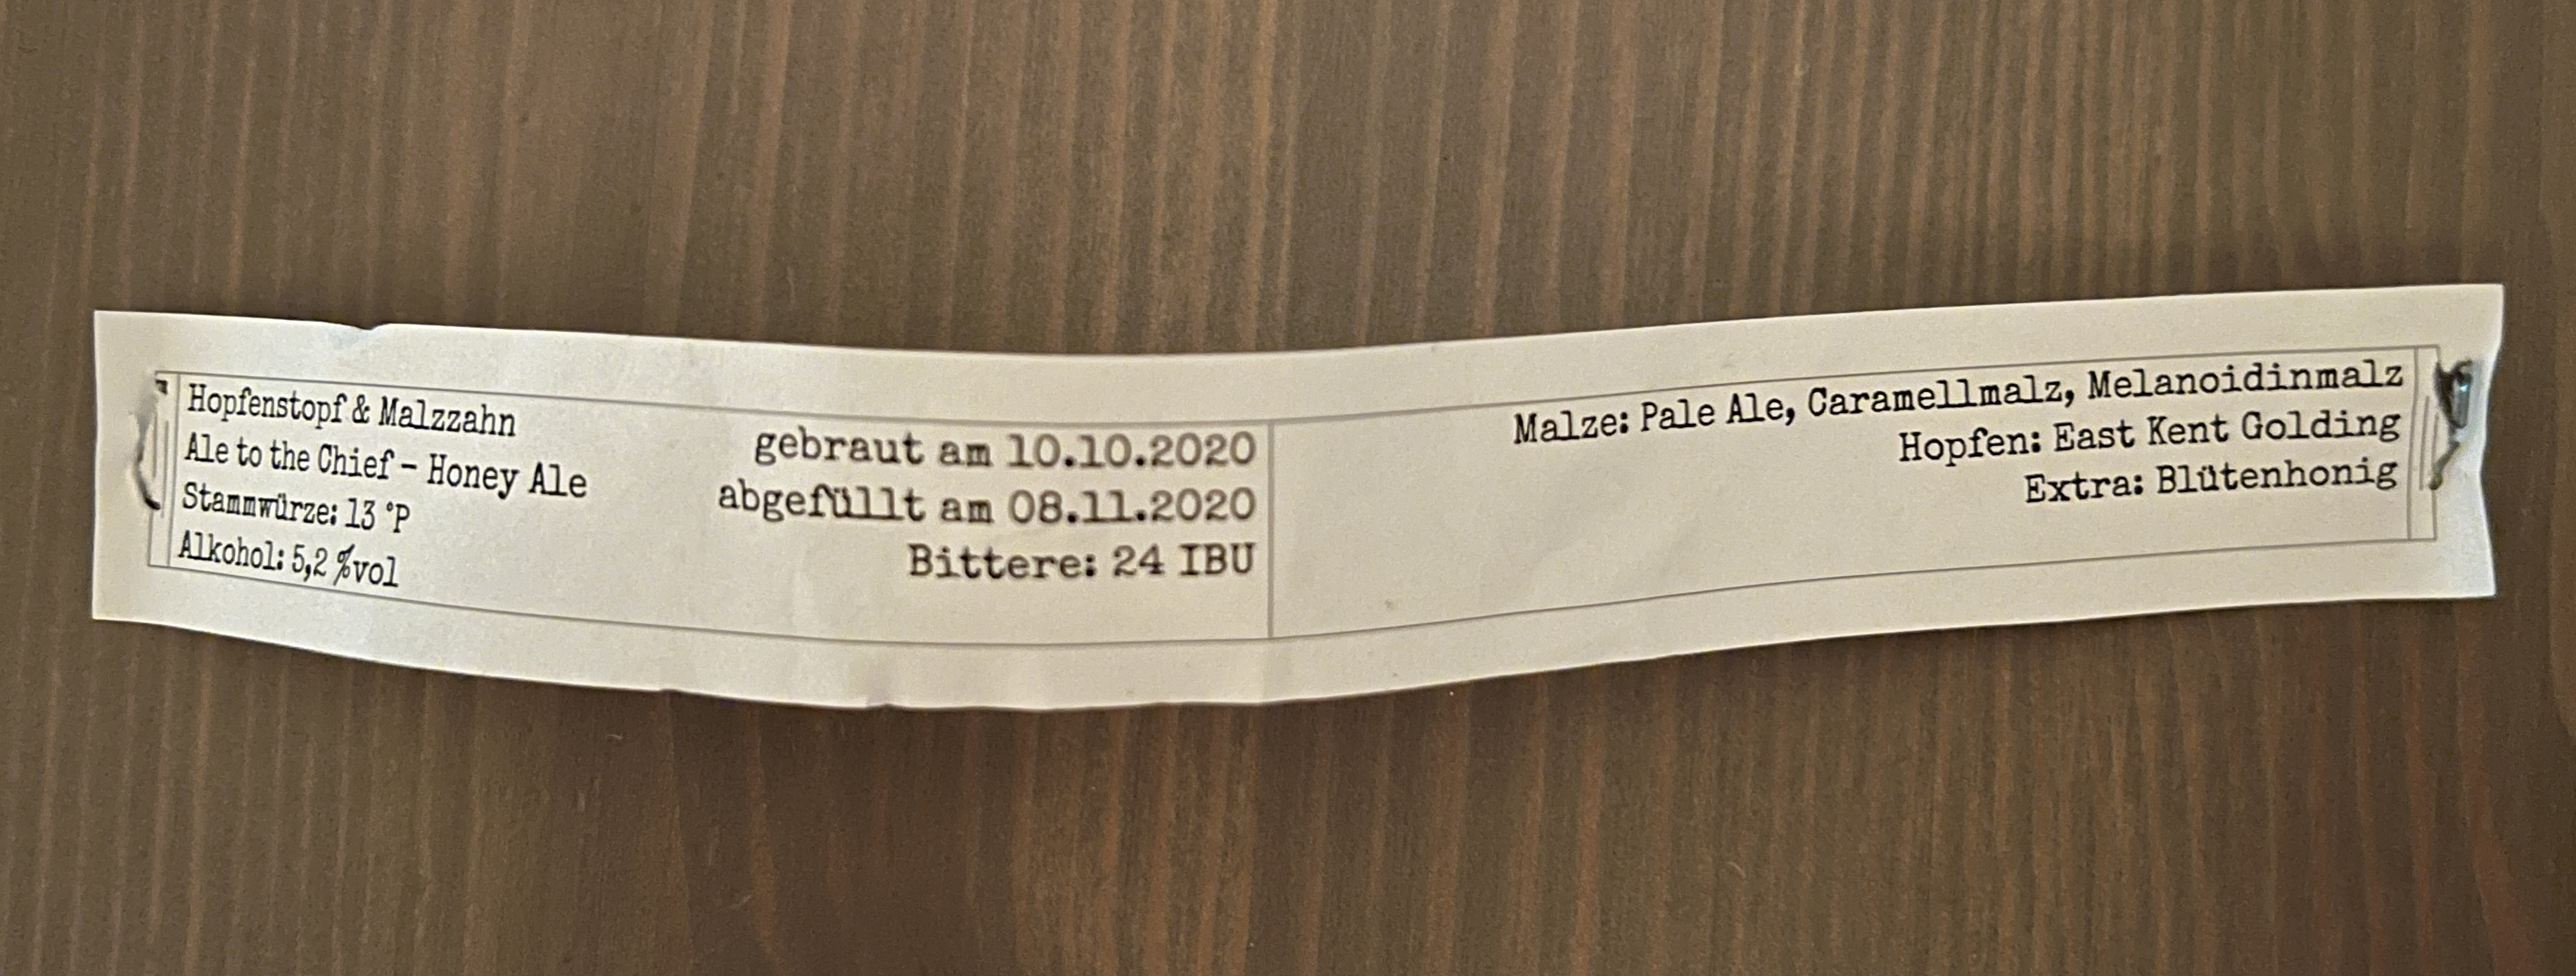 Hopfenstopf & Malzzahn
Ale to the Chief – Honey Ale
Stammwürze: 13 °P
Alkohol: 5,2 %vol
gebraut am 10.10.2020
abgefüllt am 08.11.2020
Bittere: 24 IBU
Malze: Pale Ale, Caramellmalz, Melanoidinmalz
Hopfen: East Kent Golding
Extra: Blütenhonig